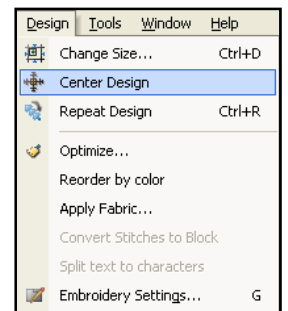 Design Tools Window Help
Change Size... Ctrl+D
Center Design
Repeat Design Ctrl+R
Optimize...
Reorder by color
Apply Fabric...
Convert Stitches to Block
Split text to characters
Embroidery Settings... G